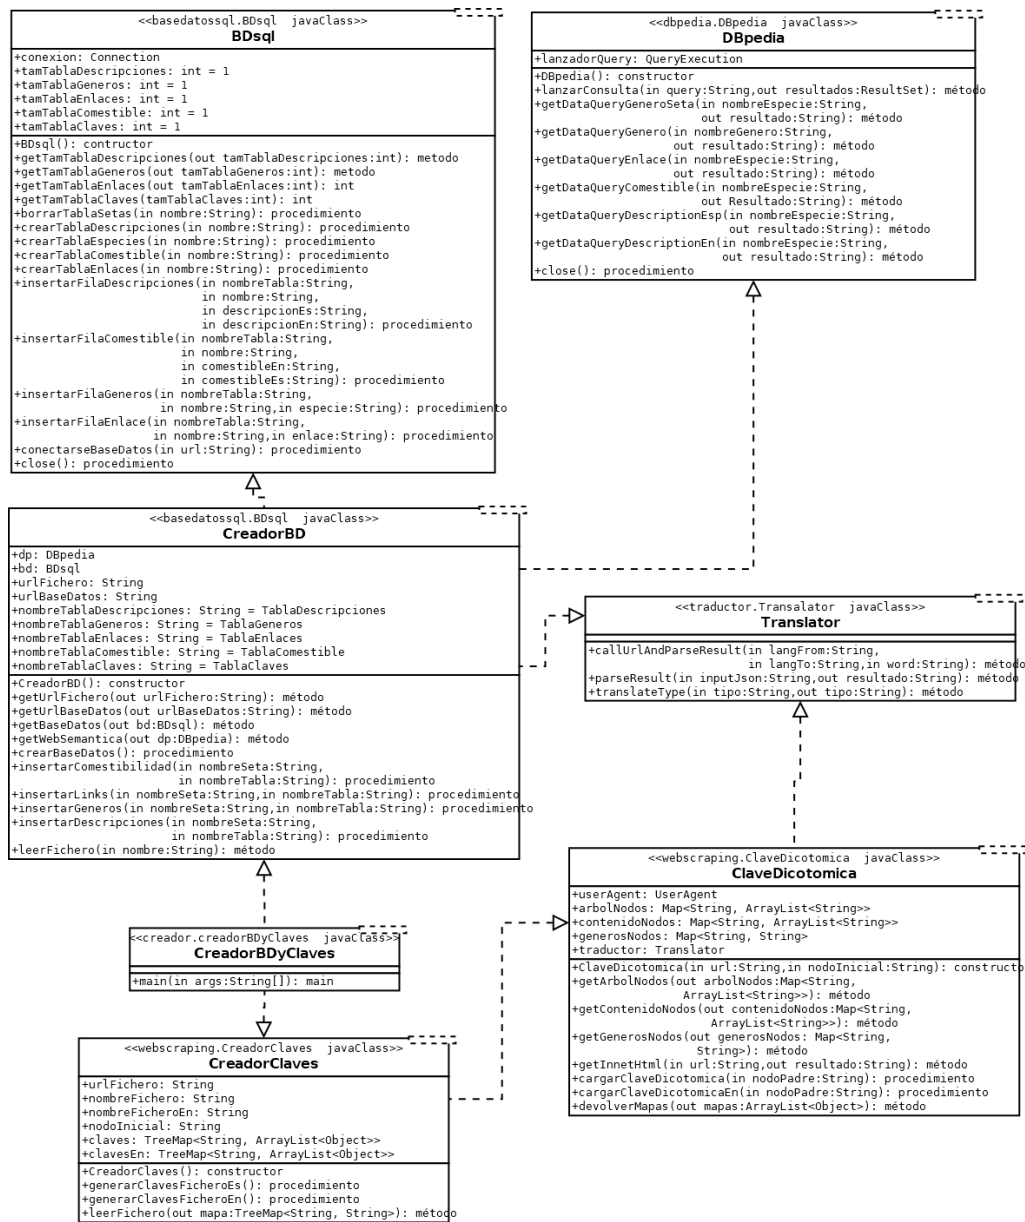 <<basedatossql.BDsql  javaClass>>
BDsql
+conexion: Connection
+tamTablaDescripciones: int = 1
+tamTablaGeneros: int = 1
+tamTablaEnlaces: int = 1
+tamTablaComestible: int = 1
+tamTablaClaves: int = 1
+BDsql(): contructor
+getTamTablaDescripciones(out tamTablaDescripciones:int): metodo
+getTamTablaGeneros(out tamTablaGeneros:int): metodo
+getTamTablaEnlaces(out tamTablaEnlaces:int): int
+getTamTablaClaves(tamTablaClaves:int): int
+borrarTablaSetas(in nombre:String): procedimiento
+crearTablaDescripciones(in nombre:String): procedimiento
+crearTablaEspecies(in nombre:String): procedimiento
+crearTablaComestible(in nombre:String): procedimiento
+crearTablaEnlaces(in nombre:String): procedimiento
+insertarFilaDescripciones(in nombreTabla:String,
in nombre:String,
in descripcionEs:String,
in descripcionEn:String): procedimiento
+insertarFilaComestible(in nombreTabla:String,
in nombre:String,
in comestibleEn:String,
in comestibleEs:String): procedimiento
+insertarFilaGeneros(in nombreTabla:String,
in nombre:String,in especie:String): procedimiento
+insertarFilaEnlace(in nombreTabla:String,
in nombre:String,in enlace:String): procedimiento
+conectarseBaseDatos(in url:String): procedimiento
+close(): procedimiento
<<dbpedia.DBpedia  javaClass>>
DBpedia
+lanzadorQuery: QueryExecution
+DBpedia(): constructor
+lanzarConsulta(in query:String,out resultados:ResultSet): método
+getDataQueryGeneroSeta(in nombreEspecie:String,
out resultado:String): método
+getDataQueryGenero(in nombreGenero:String,
out resultado:String): método
+getDataQueryEnlace(in nombreEspecie:String,
out resultado:String): método
+getDataQueryComestible(in nombreEspecie:String,
out Resultado:String): método
+getDataQueryDescriptionEsp(in nombreEspecie:String,
out resultado:String): método
+getDataQueryDescriptionEn(in nombreEspecie:String,
out resultado:String): método
+close(): procedimiento
<<basedatossql.BDsql  javaClass>>
CreadorBD
+dp: DBpedia
+bd: BDsql
+urlFichero: String
+urlBaseDatos: String
+nombreTablaDescripciones: String = TablaDescripciones
+nombreTablaGeneros: String = TablaGeneros
+nombreTablaEnlaces: String = TablaEnlaces
+nombreTablaComestible: String = TablaComestible
+nombreTablaClaves: String = TablaClaves
+CreadorBD(): constructor
+getUrlFichero(out urlFichero:String): método
+getUrlBaseDatos(out urlBaseDatos:String): método
+getBaseDatos(out bd:BDsql): método
+getWebSemantica(out dp:DBpedia): método
+crearBaseDatos(): procedimiento
+insertarComestibilidad(in nombreSeta:String,
in nombreTabla:String): procedimiento
+insertarLinks(in nombreSeta:String,in nombreTabla:String): procedimiento
+insertarGeneros(in nombreSeta:String,in nombreTabla:String): procedimiento
+insertarDescripciones(in nombreSeta:String,
in nombreTabla:String): procedimiento
+leerFichero(in nombre:String): método
<<traductor.Transalator  javaClass>>
Translator
+callUrlAndParseResult(in langFrom:String,
in langTo:String,in word:String): método
+parseResult(in inputJson:String,out resultado:String): método
+translateType(in tipo:String,out tipo:String): método
<<webscraping.ClaveDicotomica  javaClass>>
ClaveDicotomica
+userAgent: UserAgent
+arbolNodos: Map<String, ArrayList<String>>
+contenidoNodos: Map<String, ArrayList<String>>
+generosNodos: Map<String, String>
+traductor: Translator
+ClaveDicotomica(in url:String,in nodoInicial:String): constructo
+getArbolNodos(out arbolNodos:Map<String,
ArrayList<String>>): método
+getContenidoNodos(out contenidoNodos:Map<String,
ArrayList<String>>): método
+getGenerosNodos(out generosNodos: Map<String,
String>): método
+getInnetHtml(in url:String,out resultado:String): método
+cargarClaveDicotomica(in nodoPadre:String): procedimiento
+cargarClaveDicotomicaEn(in nodoPadre:String): procedimiento
+devolverMapas(out mapas:ArrayList<Object>): método
<<creador.creadorBDyClaves  javaClass>>
CreadorBDyClaves
+main(in args:String[]): main
<<webscraping.CreadorClaves  javaClass>>
CreadorClaves
+urlFichero: String
+nombreFichero: String
+nombreFicheroEn: String
+nodoInicial: String
+claves: TreeMap<String, ArrayList<Object>>
+clavesEn: TreeMap<String, ArrayList<Object>>
+CreadorClaves(): constructor
+generarClavesFicheroEs(): procedimiento
+generarClavesFicheroEn(): procedimiento
+leerFichero(out mapa:TreeMap<String, String>): método